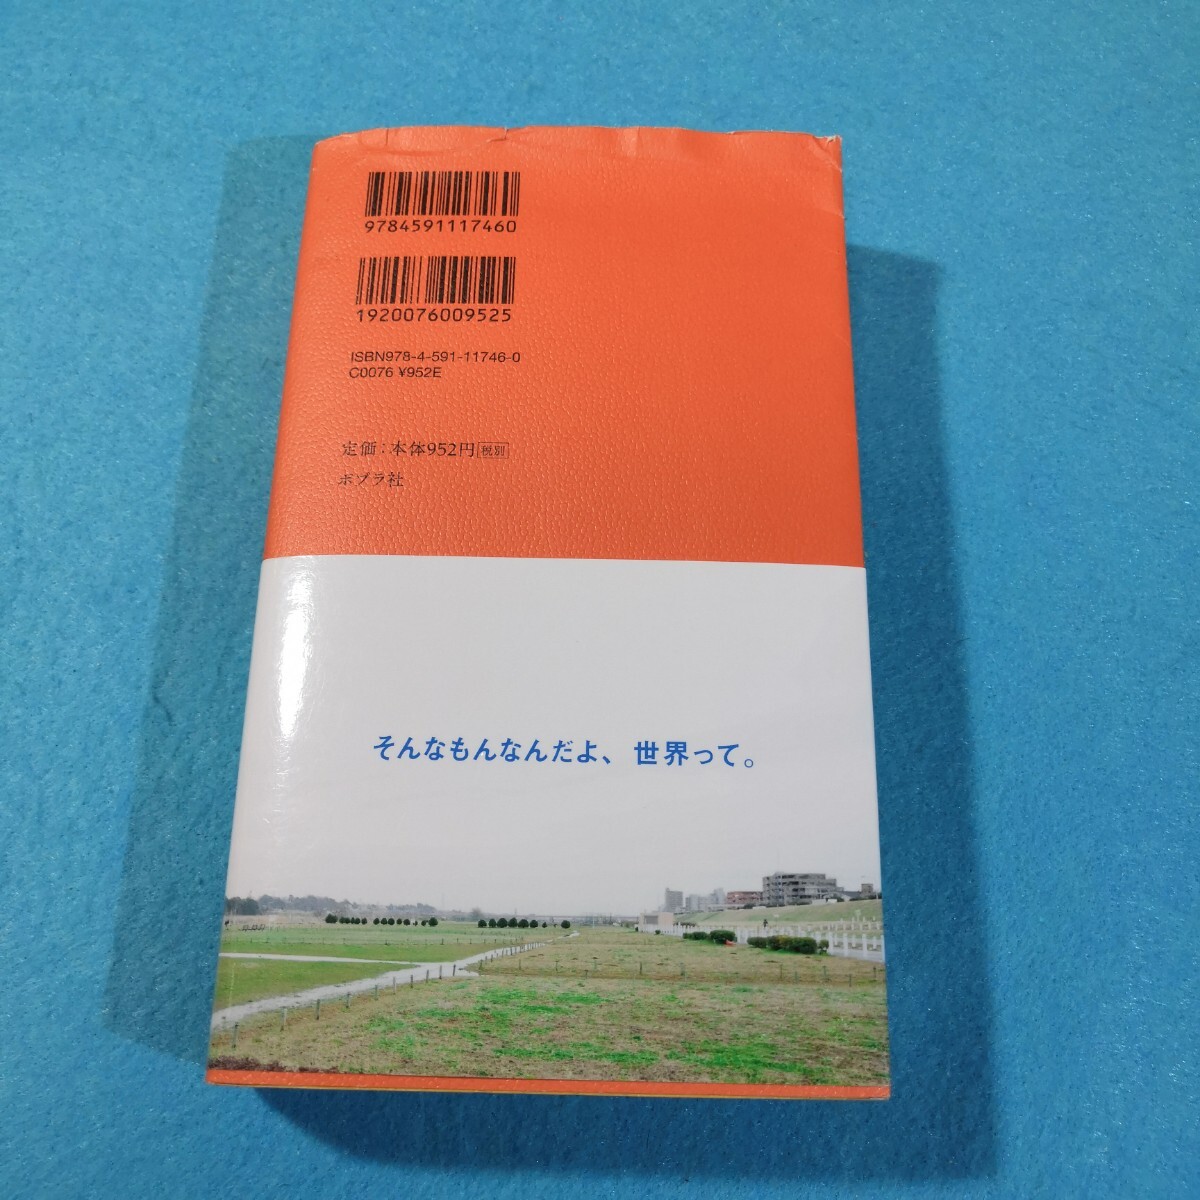 9784591117460
1920076009525
ISBN978-4-591-11746-0
C0076 ¥952E
定価：本体952円税別
ポプラ社
そんなもんなんだよ、世界って。